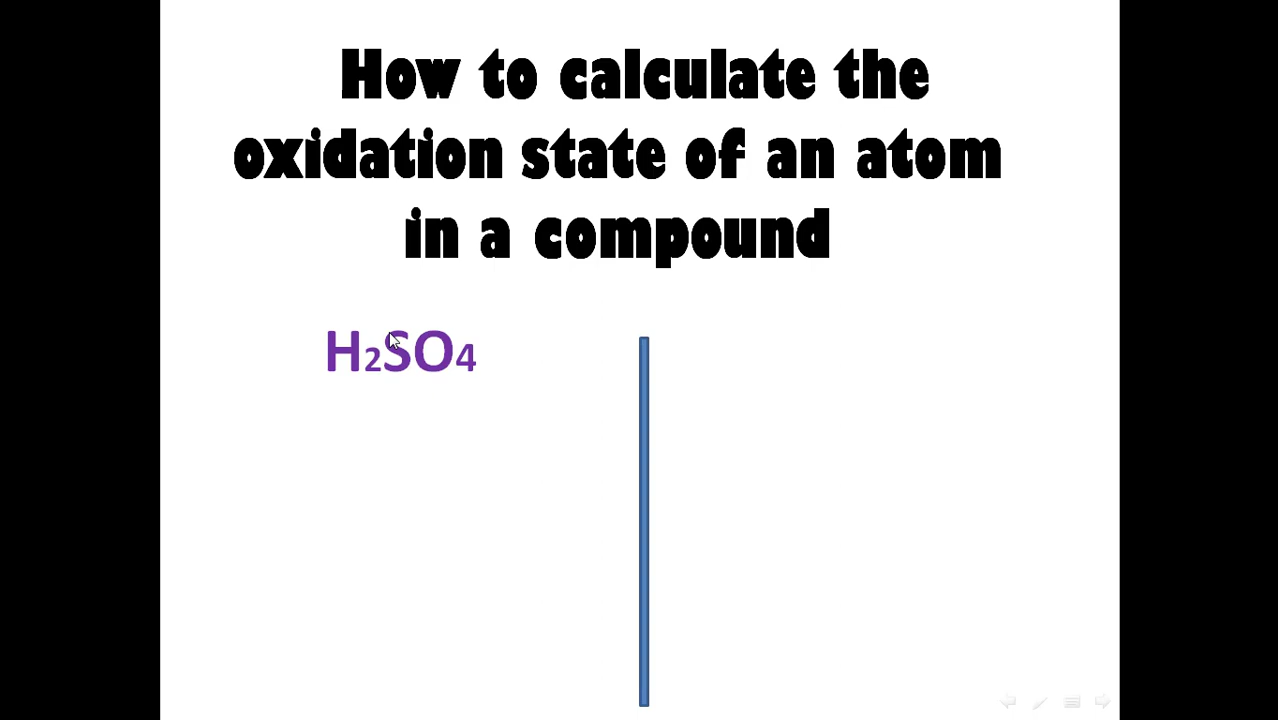 How to calculate the
oxidation state of an atom
in a compound
H₂SO₄